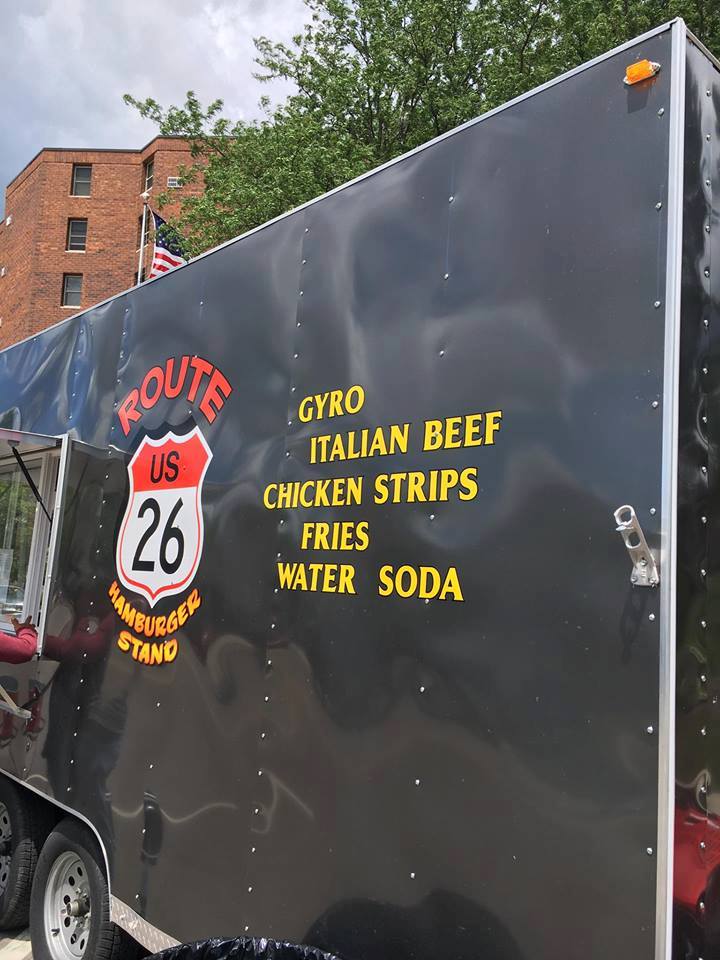 ROUTE
US
26
HAMBURGER
STAND
GYRO
ITALIAN BEEF
CHICKEN STRIPS
FRIES
WATER SODA